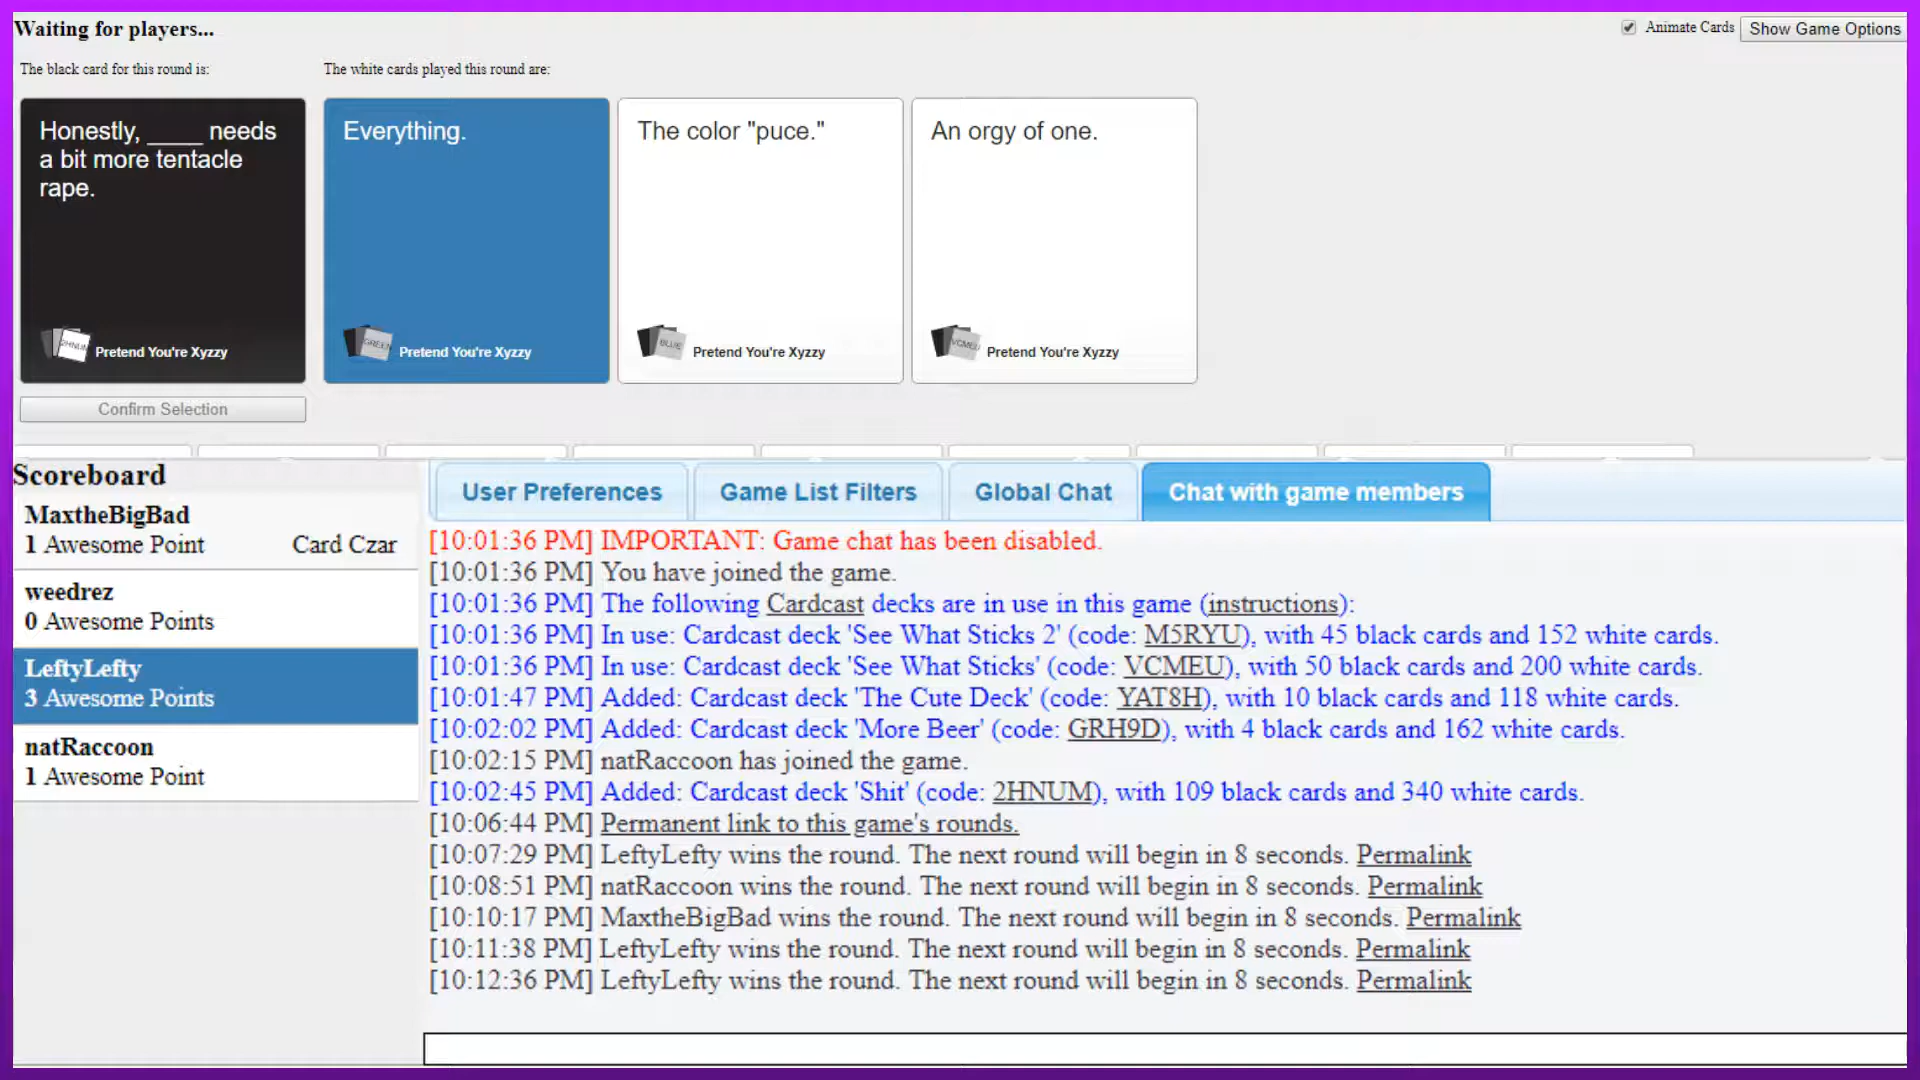 Waiting for players...
Animate Cards
Show Game Options
The black card for this round is:
The white cards played this round are:
Honestly, ____ needs
a bit more tentacle
rape.
2HNUM Pretend You're Xyzzy
Everything.
GREEN Pretend You're Xyzzy
The color "puce."
BLUE Pretend You're Xyzzy
An orgy of one.
VCMEU Pretend You're Xyzzy
Confirm Selection
Scoreboard
MaxtheBigBad
1 Awesome Point Card Czar
weedrez
0 Awesome Points
LeftyLefty
3 Awesome Points
natRaccoon
1 Awesome Point
User Preferences
Game List Filters
Global Chat
Chat with game members
[10:01:36 PM] IMPORTANT: Game chat has been disabled.
[10:01:36 PM] You have joined the game.
[10:01:36 PM] The following Cardcast decks are in use in this game (instructions):
[10:01:36 PM] In use: Cardcast deck 'See What Sticks 2' (code: M5RYU), with 45 black cards and 152 white cards.
[10:01:36 PM] In use: Cardcast deck 'See What Sticks' (code: VCMEU), with 50 black cards and 200 white cards.
[10:01:47 PM] Added: Cardcast deck 'The Cute Deck' (code: YAT8H), with 10 black cards and 118 white cards.
[10:02:02 PM] Added: Cardcast deck 'More Beer' (code: GRH9D), with 4 black cards and 162 white cards.
[10:02:15 PM] natRaccoon has joined the game.
[10:02:45 PM] Added: Cardcast deck 'Shit' (code: 2HNUM), with 109 black cards and 340 white cards.
[10:06:44 PM] Permanent link to this game's rounds.
[10:07:29 PM] LeftyLefty wins the round. The next round will begin in 8 seconds. Permalink
[10:08:51 PM] natRaccoon wins the round. The next round will begin in 8 seconds. Permalink
[10:10:17 PM] MaxtheBigBad wins the round. The next round will begin in 8 seconds. Permalink
[10:11:38 PM] LeftyLefty wins the round. The next round will begin in 8 seconds. Permalink
[10:12:36 PM] LeftyLefty wins the round. The next round will begin in 8 seconds. Permalink